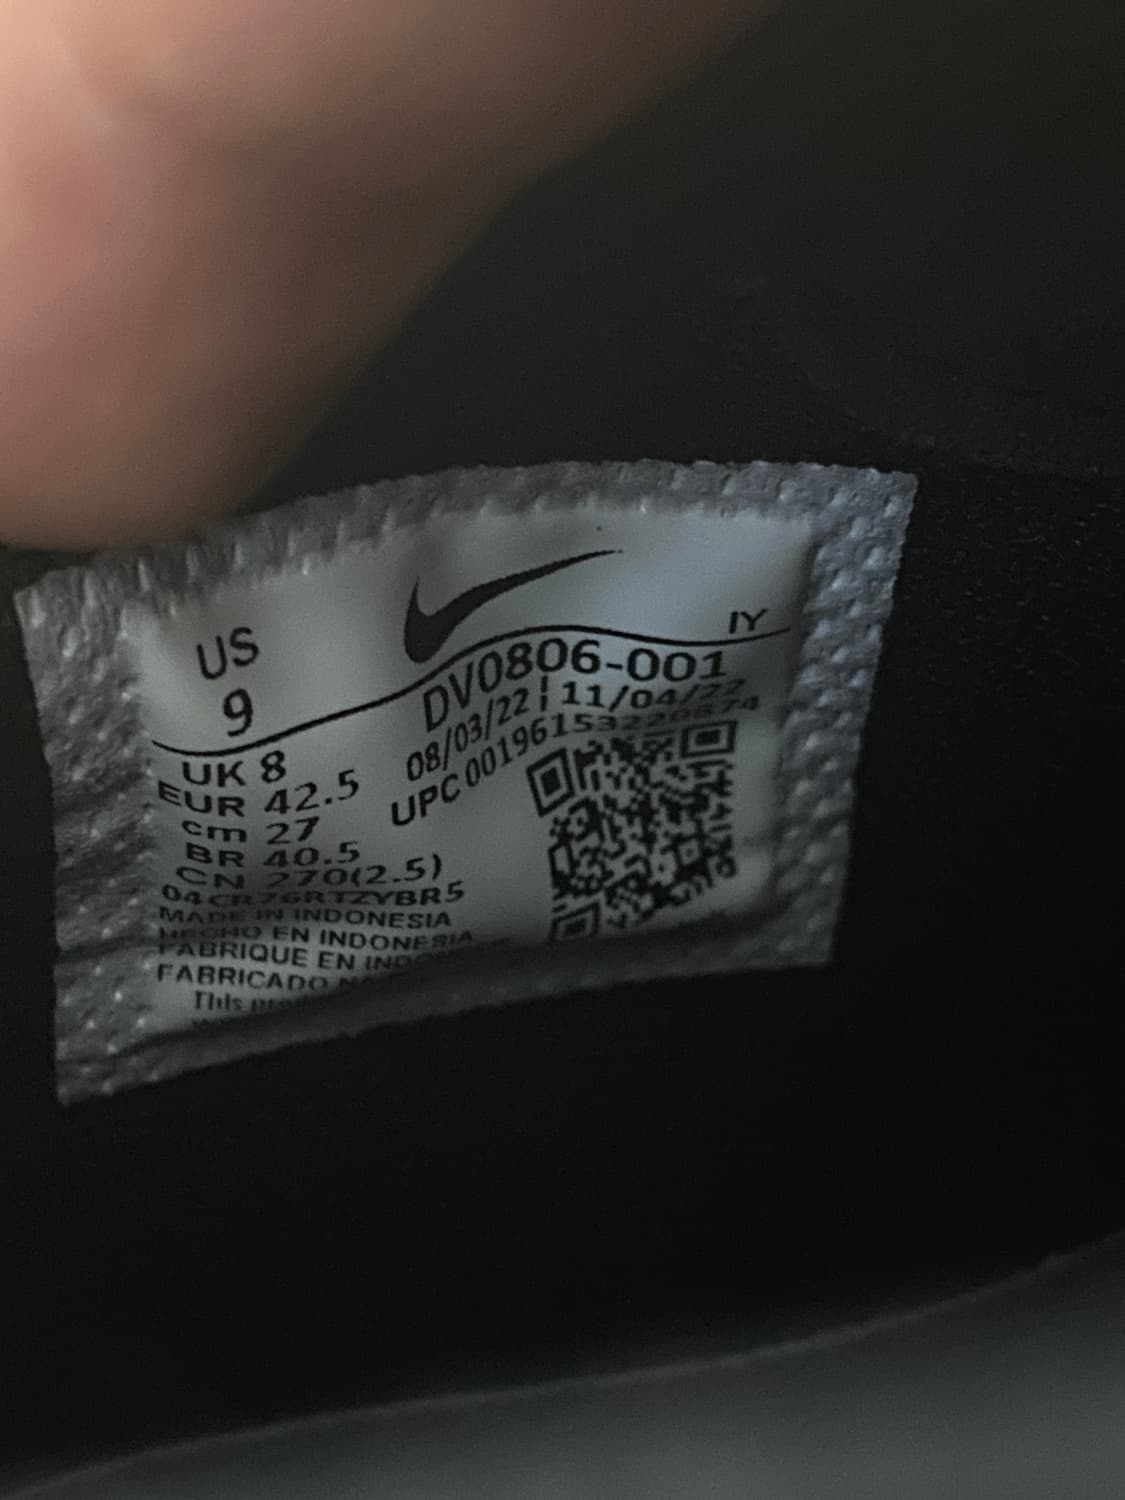 US
9
IY
DV0806-001
08/03/22 | 11/04/22
UPC
UK 8
EUR 42.5
cm 27
BR 40.5
CN 270(2.5)
04CR76RTZYBR5
MADE IN INDONESIA
HECHO EN INDONESIA
FABRIQUE EN
FABRICADO
This